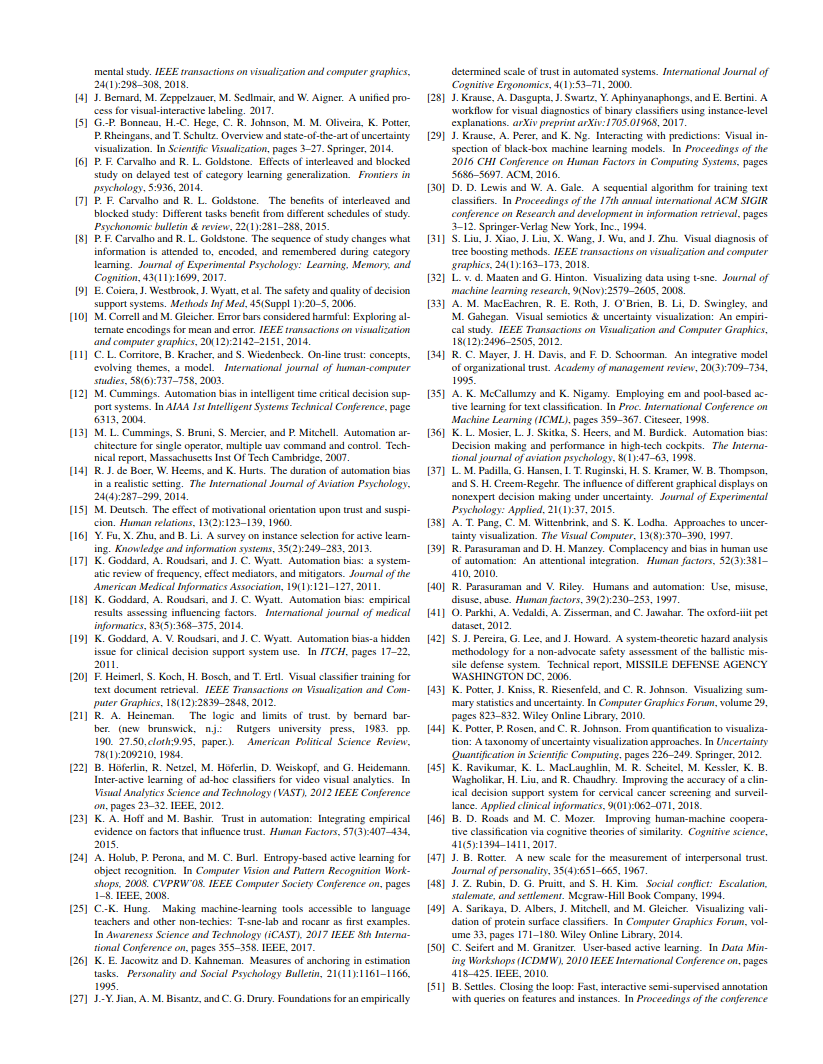 mental study. IEEE transactions on visualization and computer graphics,
24(1):298–308, 2018.
[4] J. Bernard, M. Zeppelzauer, M. Sedlmair, and W. Aigner. A unified pro-
cess for visual-interactive labeling. 2017.
[5] G.-P. Bonneau, H.-C. Hege, C. R. Johnson, M. M. Oliveira, K. Potter,
P. Rheingans, and T. Schultz. Overview and state-of-the-art of uncertainty
visualization. In Scientific Visualization, pages 3–27. Springer, 2014.
[6] P. F. Carvalho and R. L. Goldstone. Effects of interleaved and blocked
study on delayed test of category learning generalization. Frontiers in
psychology, 5:936, 2014.
[7] P. F. Carvalho and R. L. Goldstone. The benefits of interleaved and
blocked study: Different tasks benefit from different schedules of study.
Psychonomic bulletin & review, 22(1):281–288, 2015.
[8] P. F. Carvalho and R. L. Goldstone. The sequence of study changes what
information is attended to, encoded, and remembered during category
learning. Journal of Experimental Psychology: Learning, Memory, and
Cognition, 43(11):1699, 2017.
[9] E. Coiera, J. Westbrook, J. Wyatt, et al. The safety and quality of decision
support systems. Methods Inf Med, 45(Suppl 1):20–5, 2006.
[10] M. Correll and M. Gleicher. Error bars considered harmful: Exploring al-
ternate encodings for mean and error. IEEE transactions on visualization
and computer graphics, 20(12):2142–2151, 2014.
[11] C. L. Corritore, B. Kracher, and S. Wiedenbeck. On-line trust: concepts,
evolving themes, a model. International journal of human-computer
studies, 58(6):737–758, 2003.
[12] M. Cummings. Automation bias in intelligent time critical decision sup-
port systems. In AIAA 1st Intelligent Systems Technical Conference, page
6313, 2004.
[13] M. L. Cummings, S. Bruni, S. Mercier, and P. Mitchell. Automation ar-
chitecture for single operator, multiple uav command and control. Tech-
nical report, Massachusetts Inst Of Tech Cambridge, 2007.
[14] R. J. de Boer, W. Heems, and K. Hurts. The duration of automation bias
in a realistic setting. The International Journal of Aviation Psychology,
24(4):287–299, 2014.
[15] M. Deutsch. The effect of motivational orientation upon trust and suspi-
cion. Human relations, 13(2):123–139, 1960.
[16] Y. Fu, X. Zhu, and B. Li. A survey on instance selection for active learn-
ing. Knowledge and information systems, 35(2):249–283, 2013.
[17] K. Goddard, A. Roudsari, and J. C. Wyatt. Automation bias: a system-
atic review of frequency, effect mediators, and mitigators. Journal of the
American Medical Informatics Association, 19(1):121–127, 2011.
[18] K. Goddard, A. Roudsari, and J. C. Wyatt. Automation bias: empirical
results assessing influencing factors. International journal of medical
informatics, 83(5):368–375, 2014.
[19] K. Goddard, A. V. Roudsari, and J. C. Wyatt. Automation bias-a hidden
issue for clinical decision support system use. In ITCH, pages 17–22,
2011.
[20] F. Heimerl, S. Koch, H. Bosch, and T. Ertl. Visual classifier training for
text document retrieval. IEEE Transactions on Visualization and Com-
puter Graphics, 18(12):2839–2848, 2012.
[21] R. A. Heineman. The logic and limits of trust. by bernard bar-
ber. (new brunswick, n.j.: Rutgers university press, 1983. pp.
190. 27.50,cloth;9.95, paper.). American Political Science Review,
78(1):209210, 1984.
[22] B. Höferlin, R. Netzel, M. Höferlin, D. Weiskopf, and G. Heidemann.
Inter-active learning of ad-hoc classifiers for video visual analytics. In
Visual Analytics Science and Technology (VAST), 2012 IEEE Conference
on, pages 23–32. IEEE, 2012.
[23] K. A. Hoff and M. Bashir. Trust in automation: Integrating empirical
evidence on factors that influence trust. Human Factors, 57(3):407–434,
2015.
[24] A. Holub, P. Perona, and M. C. Burl. Entropy-based active learning for
object recognition. In Computer Vision and Pattern Recognition Work-
shops, 2008. CVPRW'08. IEEE Computer Society Conference on, pages
1–8. IEEE, 2008.
[25] C.-K. Hung. Making machine-learning tools accessible to language
teachers and other non-techies: T-sne-lab and rocanr as first examples.
In Awareness Science and Technology (iCAST), 2017 IEEE 8th Interna-
tional Conference on, pages 355–358. IEEE, 2017.
[26] K. E. Jacowitz and D. Kahneman. Measures of anchoring in estimation
tasks. Personality and Social Psychology Bulletin, 21(11):1161–1166,
1995.
[27] J.-Y. Jian, A. M. Bisantz, and C. G. Drury. Foundations for an empirically
determined scale of trust in automated systems. International Journal of
Cognitive Ergonomics, 4(1):53–71, 2000.
[28] J. Krause, A. Dasgupta, J. Swartz, Y. Aphinyanaphongs, and E. Bertini. A
workflow for visual diagnostics of binary classifiers using instance-level
explanations. arXiv preprint arXiv:1705.01968, 2017.
[29] J. Krause, A. Perer, and K. Ng. Interacting with predictions: Visual in-
spection of black-box machine learning models. In Proceedings of the
2016 CHI Conference on Human Factors in Computing Systems, pages
5686–5697. ACM, 2016.
[30] D. D. Lewis and W. A. Gale. A sequential algorithm for training text
classifiers. In Proceedings of the 17th annual international ACM SIGIR
conference on Research and development in information retrieval, pages
3–12. Springer-Verlag New York, Inc., 1994.
[31] S. Liu, J. Xiao, J. Liu, X. Wang, J. Wu, and J. Zhu. Visual diagnosis of
tree boosting methods. IEEE transactions on visualization and computer
graphics, 24(1):163–173, 2018.
[32] L. v. d. Maaten and G. Hinton. Visualizing data using t-sne. Journal of
machine learning research, 9(Nov):2579–2605, 2008.
[33] A. M. MacEachren, R. E. Roth, J. O'Brien, B. Li, D. Swingley, and
M. Gahegan. Visual semiotics & uncertainty visualization: An empiri-
cal study. IEEE Transactions on Visualization and Computer Graphics,
18(12):2496–2505, 2012.
[34] R. C. Mayer, J. H. Davis, and F. D. Schoorman. An integrative model
of organizational trust. Academy of management review, 20(3):709–734,
1995.
[35] A. K. McCallumzy and K. Nigamy. Employing em and pool-based ac-
tive learning for text classification. In Proc. International Conference on
Machine Learning (ICML), pages 359–367. Citeseer, 1998.
[36] K. L. Mosier, L. J. Skitka, S. Heers, and M. Burdick. Automation bias:
Decision making and performance in high-tech cockpits. The Interna-
tional journal of aviation psychology, 8(1):47–63, 1998.
[37] L. M. Padilla, G. Hansen, I. T. Ruginski, H. S. Kramer, W. B. Thompson,
and S. H. Creem-Regehr. The influence of different graphical displays on
nonexpert decision making under uncertainty. Journal of Experimental
Psychology: Applied, 21(1):37, 2015.
[38] A. T. Pang, C. M. Wittenbrink, and S. K. Lodha. Approaches to uncer-
tainty visualization. The Visual Computer, 13(8):370–390, 1997.
[39] R. Parasuraman and D. H. Manzey. Complacency and bias in human use
of automation: An attentional integration. Human factors, 52(3):381–
410, 2010.
[40] R. Parasuraman and V. Riley. Humans and automation: Use, misuse,
disuse, abuse. Human factors, 39(2):230–253, 1997.
[41] O. Parkhi, A. Vedaldi, A. Zisserman, and C. Jawahar. The oxford-iiit pet
dataset, 2012.
[42] S. J. Pereira, G. Lee, and J. Howard. A system-theoretic hazard analysis
methodology for a non-advocate safety assessment of the ballistic mis-
sile defense system. Technical report, MISSILE DEFENSE AGENCY
WASHINGTON DC, 2006.
[43] K. Potter, J. Kniss, R. Riesenfeld, and C. R. Johnson. Visualizing sum-
mary statistics and uncertainty. In Computer Graphics Forum, volume 29,
pages 823–832. Wiley Online Library, 2010.
[44] K. Potter, P. Rosen, and C. R. Johnson. From quantification to visualiza-
tion: A taxonomy of uncertainty visualization approaches. In Uncertainty
Quantification in Scientific Computing, pages 226–249. Springer, 2012.
[45] K. Ravikumar, K. L. MacLaughlin, M. R. Scheitel, M. Kessler, K. B.
Wagholikar, H. Liu, and R. Chaudhry. Improving the accuracy of a clin-
ical decision support system for cervical cancer screening and surveil-
lance. Applied clinical informatics, 9(01):062–071, 2018.
[46] B. D. Roads and M. C. Mozer. Improving human-machine coopera-
tive classification via cognitive theories of similarity. Cognitive science,
41(5):1394–1411, 2017.
[47] J. B. Rotter. A new scale for the measurement of interpersonal trust.
Journal of personality, 35(4):651–665, 1967.
[48] J. Z. Rubin, D. G. Pruitt, and S. H. Kim. Social conflict: Escalation,
stalemate, and settlement. Mcgraw-Hill Book Company, 1994.
[49] A. Sarikaya, D. Albers, J. Mitchell, and M. Gleicher. Visualizing vali-
dation of protein surface classifiers. In Computer Graphics Forum, vol-
ume 33, pages 171–180. Wiley Online Library, 2014.
[50] C. Seifert and M. Granitzer. User-based active learning. In Data Min-
ing Workshops (ICDMW), 2010 IEEE International Conference on, pages
418–425. IEEE, 2010.
[51] B. Settles. Closing the loop: Fast, interactive semi-supervised annotation
with queries on features and instances. In Proceedings of the conference